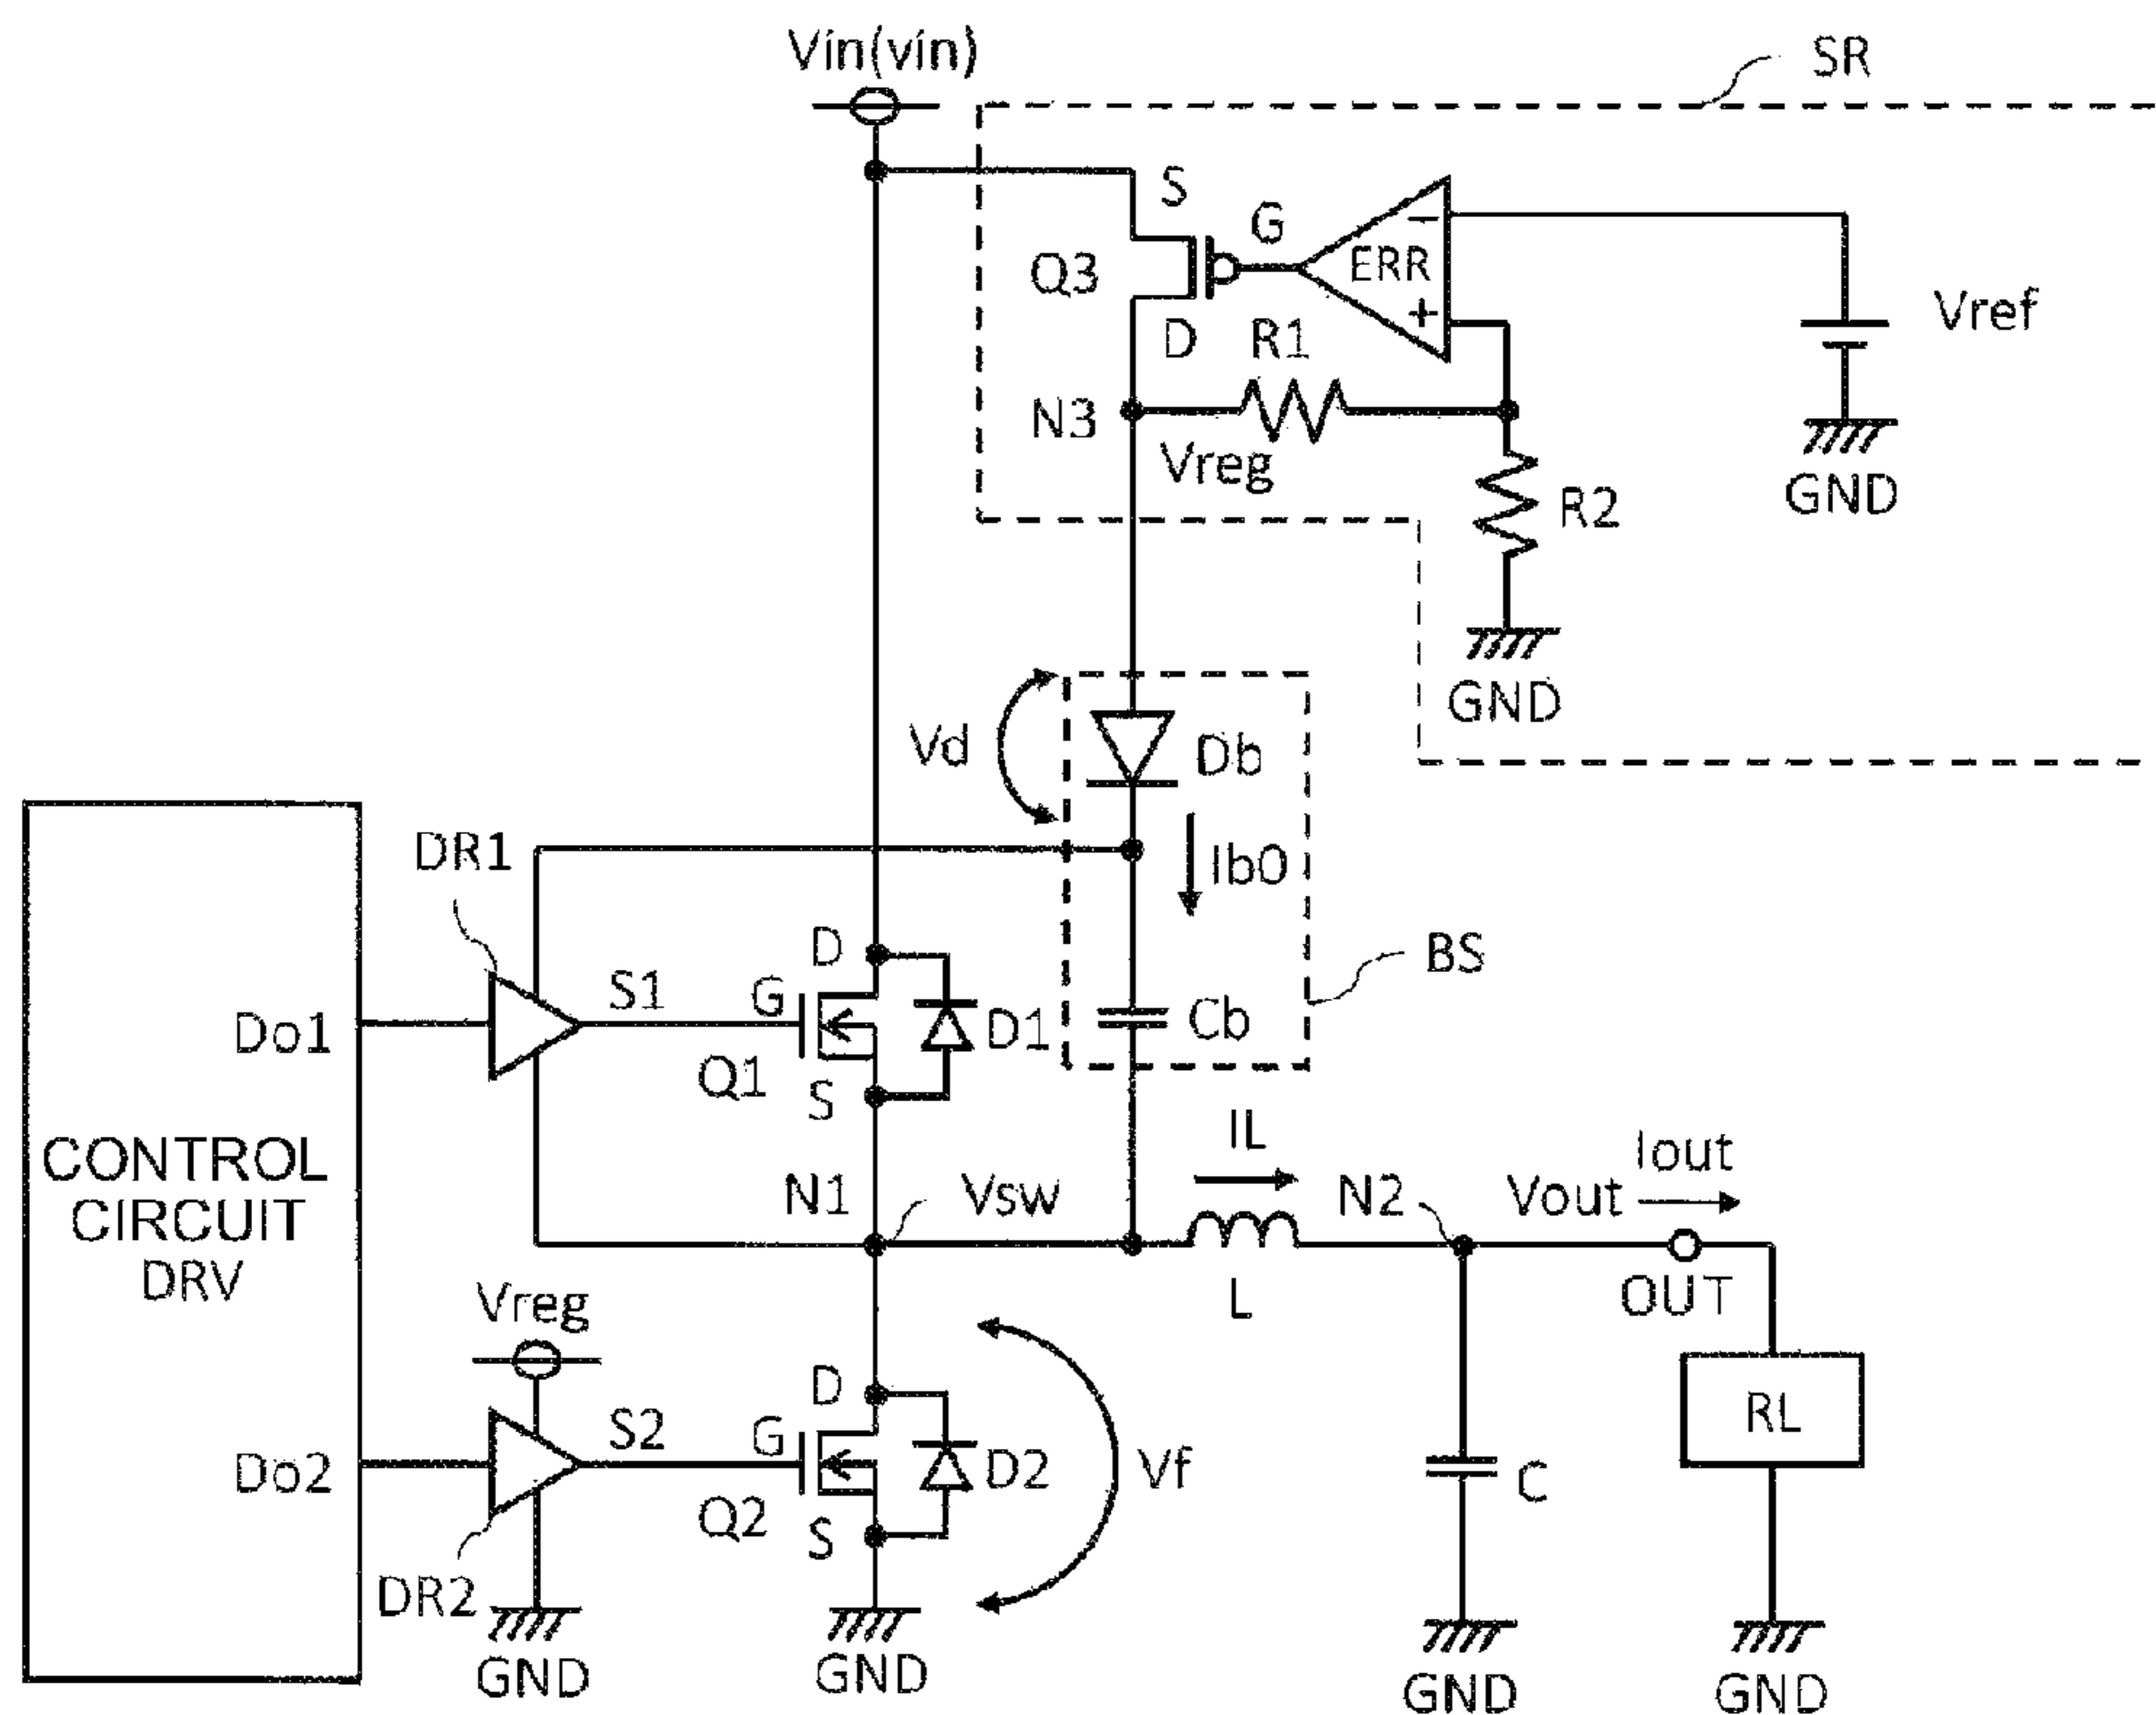 Vin(vin)
SR
S
G
Q3
ERR
−
+
Vref
D
R1
N3
Vreg
R2
GND
GND
Vd
Db
DR1
Ib0
BS
D
S1
G
D1
Cb
Do1
Q1
S
CONTROL
CIRCUIT
DRV
IL
Iout
N1
Vsw
N2
Vout
L
OUT
Vreg
D
S2
G
D2
Vf
RL
Do2
Q2
S
C
DR2
GND
GND
GND
GND